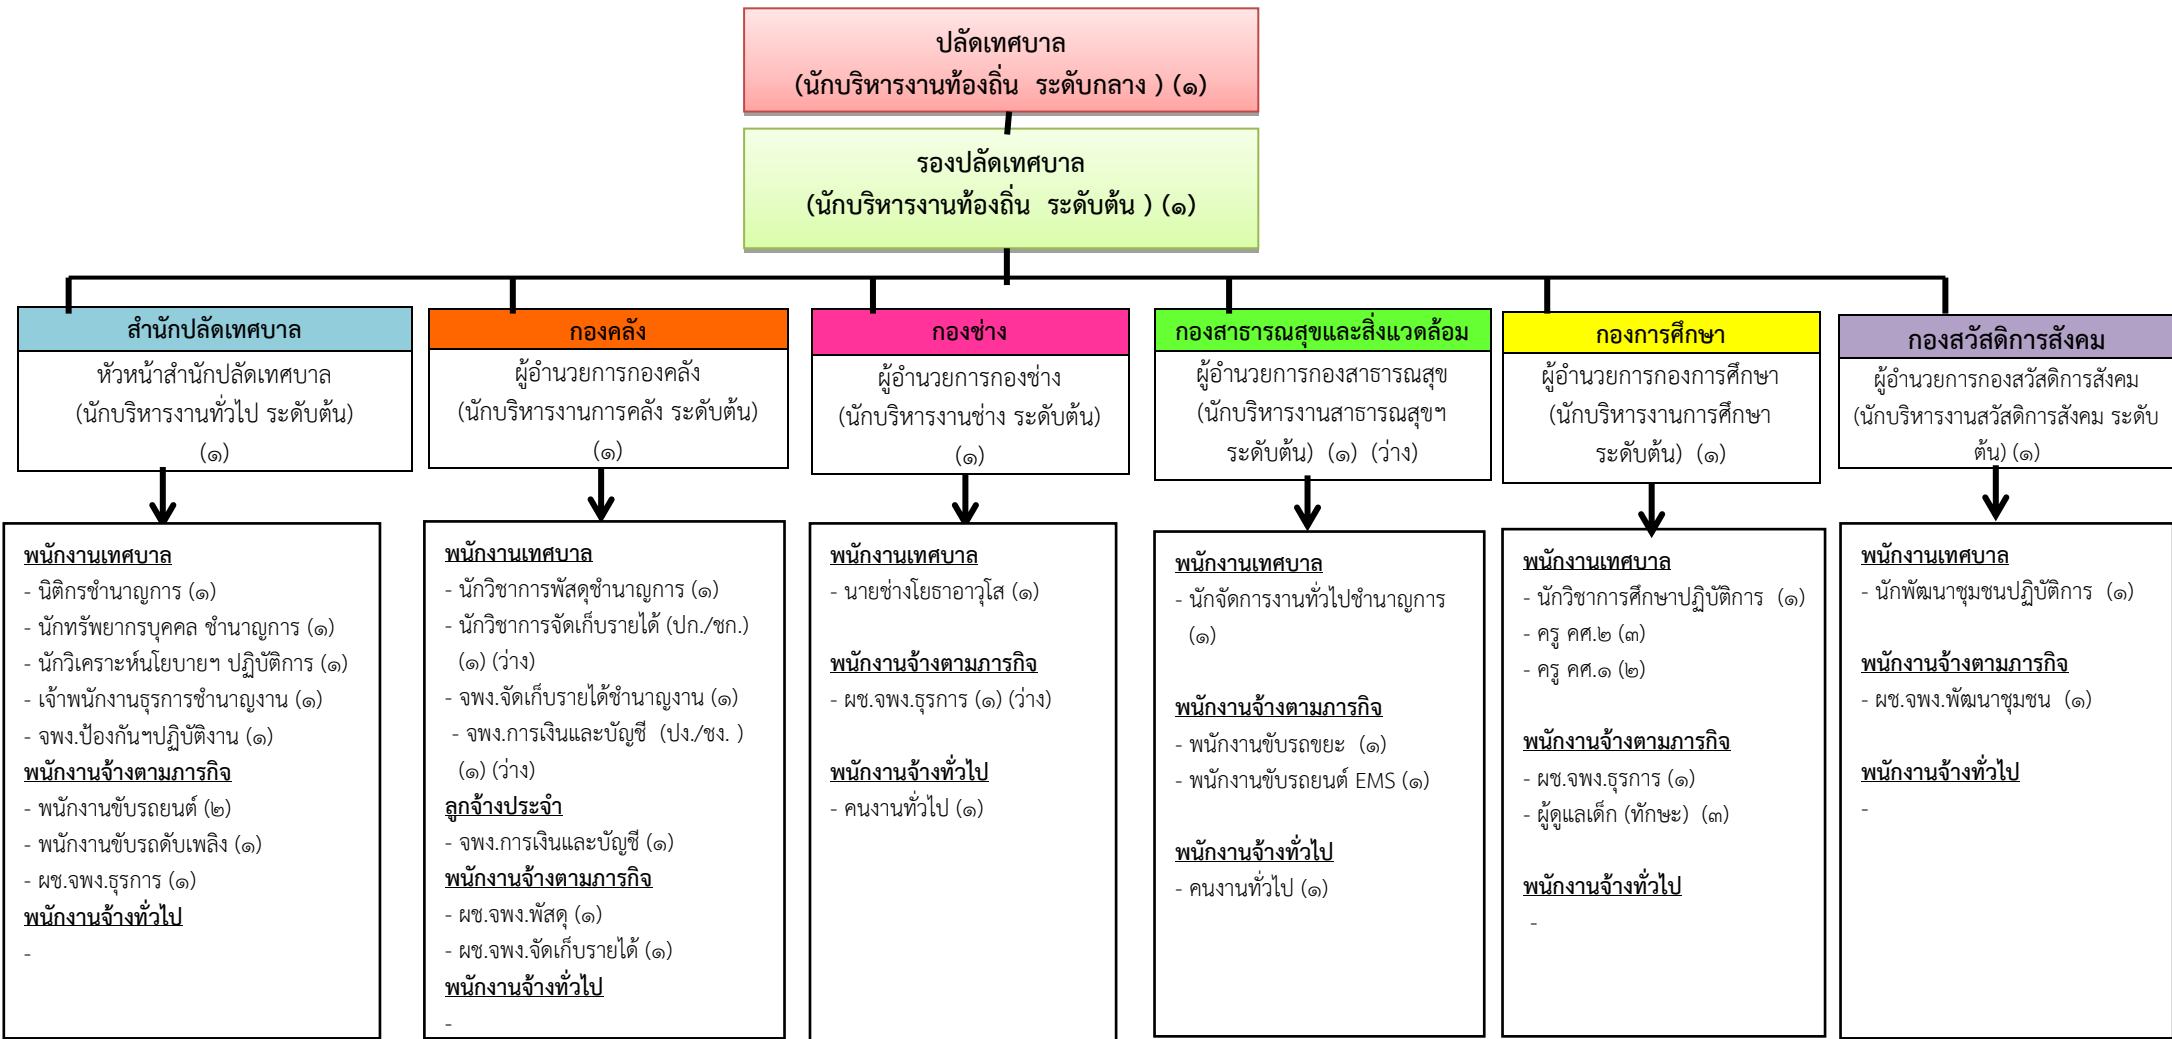 ปลัดเทศบาล
(นักบริหารงานท้องถิ่น ระดับกลาง ) (๑)
รองปลัดเทศบาล
(นักบริหารงานท้องถิ่น ระดับต้น ) (๑)
สำนักปลัดเทศบาล
หัวหน้าสำนักปลัดเทศบาล
(นักบริหารงานทั่วไป ระดับต้น)
(๑)
กองคลัง
ผู้อำนวยการกองคลัง
(นักบริหารงานการคลัง ระดับต้น)
(๑)
กองช่าง
ผู้อำนวยการกองช่าง
(นักบริหารงานช่าง ระดับต้น)
(๑)
กองสาธารณสุขและสิ่งแวดล้อม
ผู้อำนวยการกองสาธารณสุข
(นักบริหารงานสาธารณสุขฯ
ระดับต้น) (๑) (ว่าง)
กองการศึกษา
ผู้อำนวยการกองการศึกษา
(นักบริหารงานการศึกษา
ระดับต้น) (๑)
กองสวัสดิการสังคม
ผู้อำนวยการกองสวัสดิการสังคม
(นักบริหารงานสวัสดิการสังคม ระดับ
ต้น) (๑)
พนักงานเทศบาล
- นิติกรชำนาญการ (๑)
- นักทรัพยากรบุคคล ชำนาญการ (๑)
- นักวิเคราะห์นโยบายฯ ปฏิบัติการ (๑)
- เจ้าพนักงานธุรการชำนาญงาน (๑)
- จพง.ป้องกันฯปฏิบัติงาน (๑)
พนักงานจ้างตามภารกิจ
- พนักงานขับรถยนต์ (๒)
- พนักงานขับรถดับเพลิง (๑)
- ผช.จพง.ธุรการ (๑)
พนักงานจ้างทั่วไป
-
พนักงานเทศบาล
- นักวิชาการพัสดุชำนาญการ (๑)
- นักวิชาการจัดเก็บรายได้ (ปก./ชก.)
(๑) (ว่าง)
- จพง.จัดเก็บรายได้ชำนาญงาน (๑)
- จพง.การเงินและบัญชี (ปง./ชง. )
(๑) (ว่าง)
ลูกจ้างประจำ
- จพง.การเงินและบัญชี (๑)
พนักงานจ้างตามภารกิจ
- ผช.จพง.พัสดุ (๑)
- ผช.จพง.จัดเก็บรายได้ (๑)
พนักงานจ้างทั่วไป
-
พนักงานเทศบาล
- นายช่างโยธาอาวุโส (๑)
พนักงานจ้างตามภารกิจ
- ผช.จพง.ธุรการ (๑) (ว่าง)
พนักงานจ้างทั่วไป
- คนงานทั่วไป (๑)
พนักงานเทศบาล
- นักจัดการงานทั่วไปชำนาญการ
(๑)
พนักงานจ้างตามภารกิจ
- พนักงานขับรถขยะ (๑)
- พนักงานขับรถยนต์ EMS (๑)
พนักงานจ้างทั่วไป
- คนงานทั่วไป (๑)
พนักงานเทศบาล
- นักวิชาการศึกษาปฏิบัติการ (๑)
- ครู คศ.๒ (๓)
- ครู คศ.๑ (๒)
พนักงานจ้างตามภารกิจ
- ผช.จพง.ธุรการ (๑)
- ผู้ดูแลเด็ก (ทักษะ) (๓)
พนักงานจ้างทั่วไป
-
พนักงานเทศบาล
- นักพัฒนาชุมชนปฏิบัติการ (๑)
พนักงานจ้างตามภารกิจ
- ผช.จพง.พัฒนาชุมชน (๑)
พนักงานจ้างทั่วไป
-